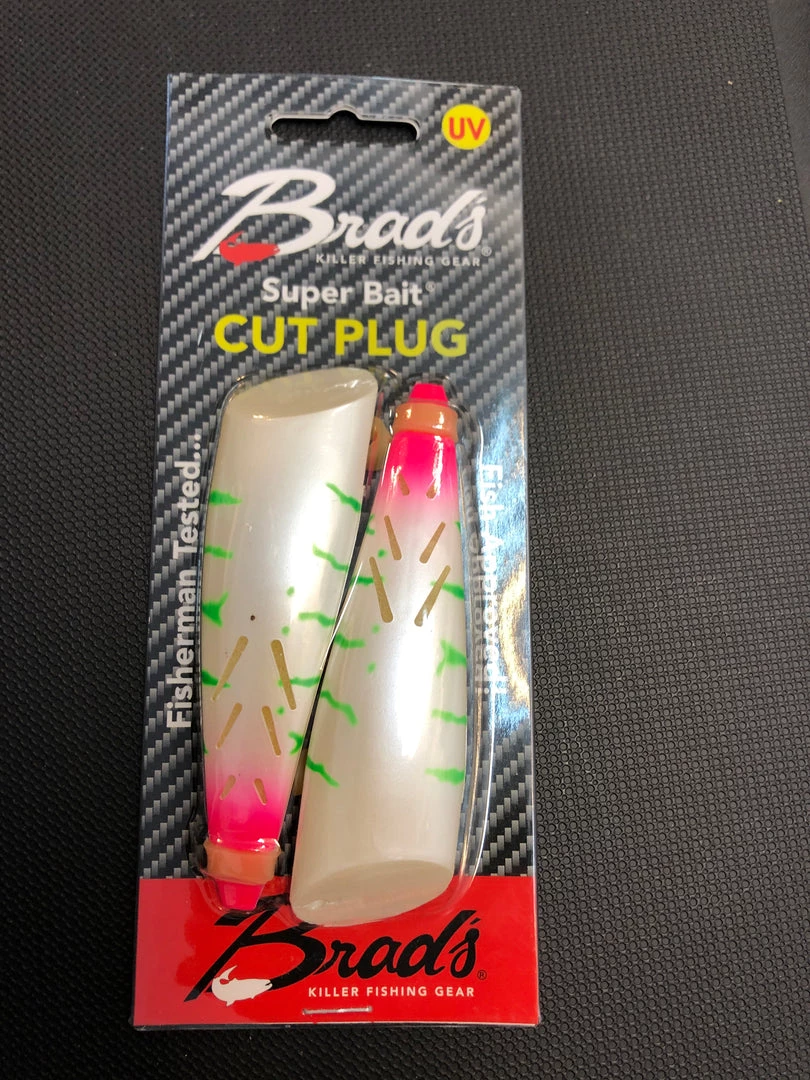 UV
Brad's®
KILLER FISHING GEAR
Super Bait®
CUT PLUG
Fisherman Tested...
Fish Approved!!
Brad's®
KILLER FISHING GEAR